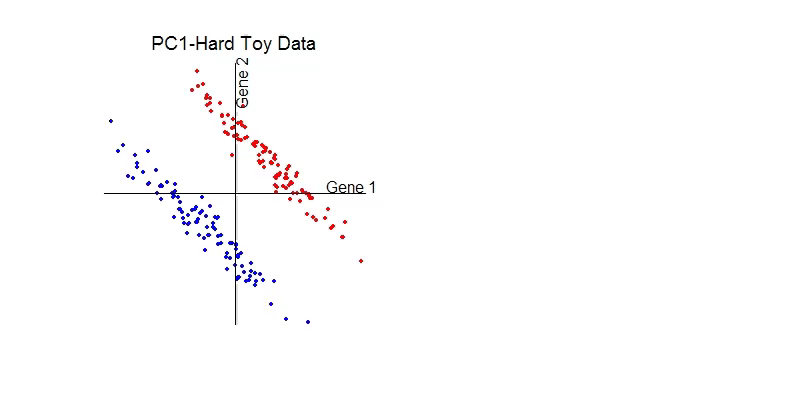 PC1-Hard Toy Data
Gene 2
Gene 1